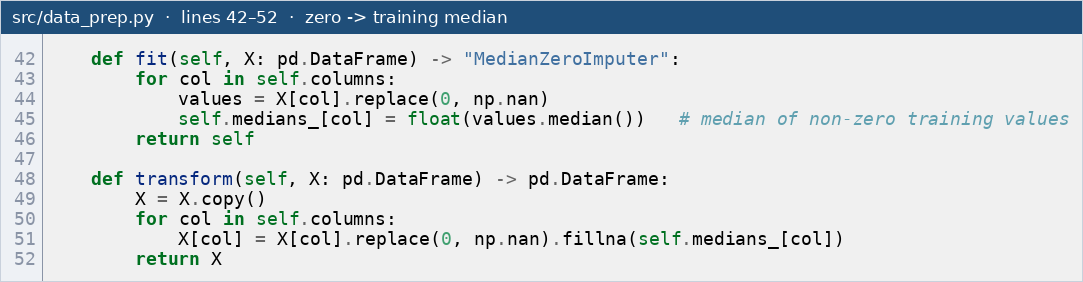 src/data_prep.py · lines 42–52 · zero -> training median
42     def fit(self, X: pd.DataFrame) -> "MedianZeroImputer":
43         for col in self.columns:
44             values = X[col].replace(0, np.nan)
45             self.medians_[col] = float(values.median())   # median of non-zero training values
46         return self
47
48     def transform(self, X: pd.DataFrame) -> pd.DataFrame:
49         X = X.copy()
50         for col in self.columns:
51             X[col] = X[col].replace(0, np.nan).fillna(self.medians_[col])
52         return X